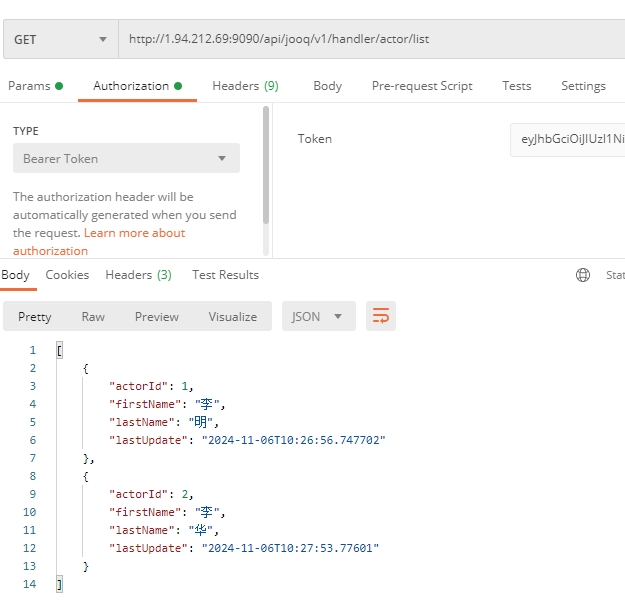 GET http://1.94.212.69:9090/api/jooq/v1/handler/actor/list
Params Authorization Headers (9) Body Pre-request Script Tests Settings
TYPE
Bearer Token
The authorization header will be
automatically generated when you send
the request. Learn more about
authorization
Token eyJhbGciOiJIUzI1Ni
Body Cookies Headers (3) Test Results Stat
Pretty Raw Preview Visualize JSON
1 [
2 {
3 "actorId": 1,
4 "firstName": "李",
5 "lastName": "明",
6 "lastUpdate": "2024-11-06T10:26:56.747702"
7 },
8 {
9 "actorId": 2,
10 "firstName": "李",
11 "lastName": "华",
12 "lastUpdate": "2024-11-06T10:27:53.77601"
13 }
14 ]